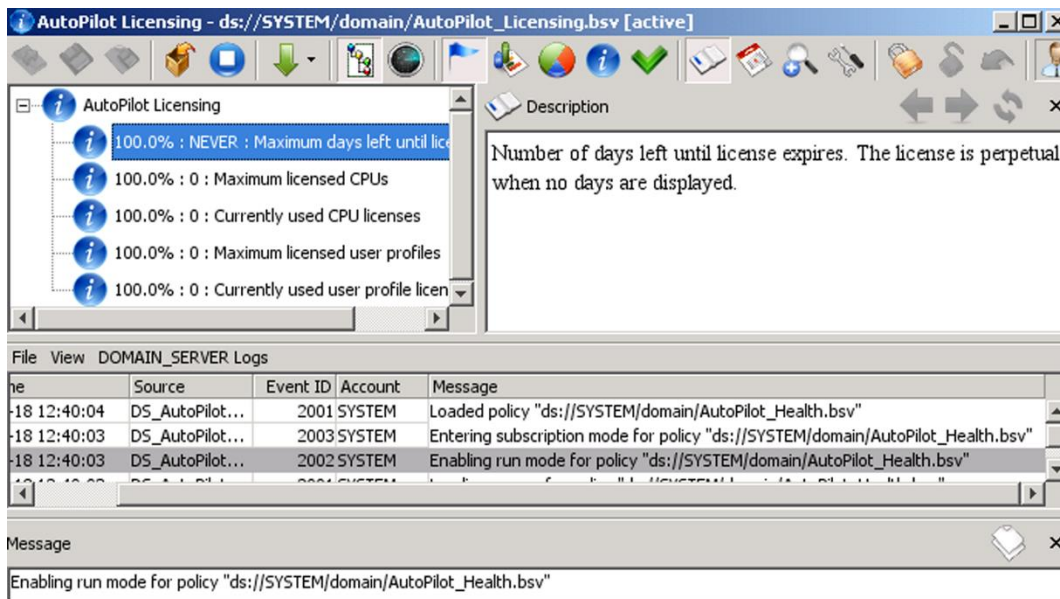 AutoPilot Licensing - ds://SYSTEM/domain/AutoPilot_Licensing.bsv [active]
AutoPilot Licensing
100.0% : NEVER : Maximum days left until lice
100.0% : 0 : Maximum licensed CPUs
100.0% : 0 : Currently used CPU licenses
100.0% : 0 : Maximum licensed user profiles
100.0% : 0 : Currently used user profile licen
Description
Number of days left until license expires. The license is perpetual
when no days are displayed.
File View DOMAIN_SERVER Logs
ne Source Event ID Account Message
-18 12:40:04 DS_AutoPilot... 2001 SYSTEM Loaded policy "ds://SYSTEM/domain/AutoPilot_Health.bsv"
-18 12:40:03 DS_AutoPilot... 2003 SYSTEM Entering subscription mode for policy "ds://SYSTEM/domain/AutoPilot_Health.bsv"
-18 12:40:03 DS_AutoPilot... 2002 SYSTEM Enabling run mode for policy "ds://SYSTEM/domain/AutoPilot_Health.bsv"
Message
Enabling run mode for policy "ds://SYSTEM/domain/AutoPilot_Health.bsv"